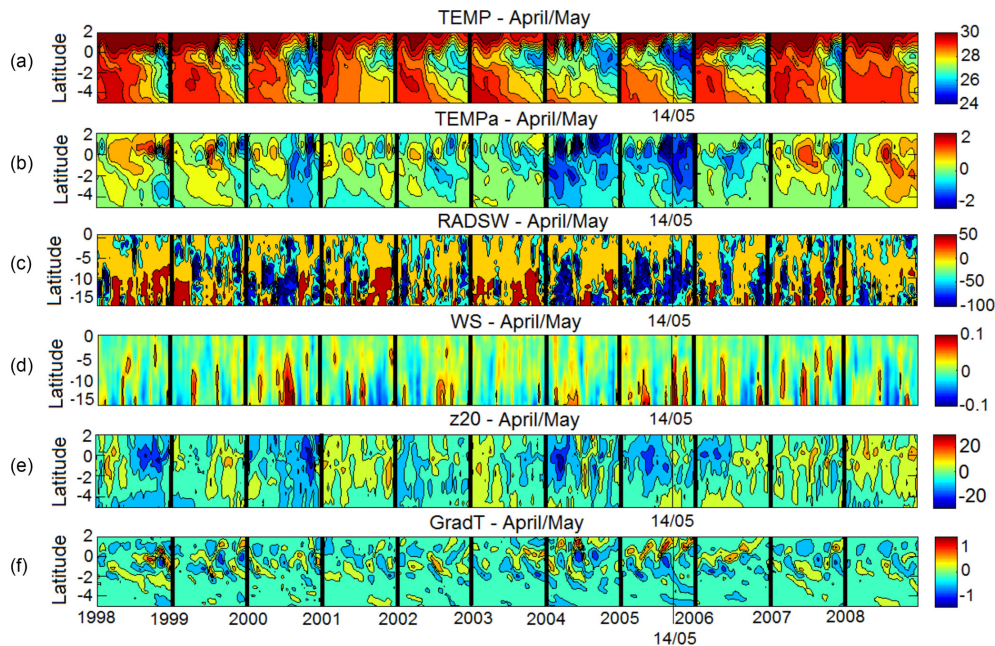 TEMP - April/May
(a)
Latitude
2
0
-2
-4
30
28
26
24
14/05
TEMPa - April/May
(b)
Latitude
2
0
-2
-4
2
0
-2
14/05
RADSW - April/May
(c)
Latitude
0
-5
-10
-15
50
0
-50
-100
14/05
WS - April/May
(d)
Latitude
0
-5
-10
-15
0.1
0
-0.1
14/05
z20 - April/May
(e)
Latitude
2
0
-2
-4
20
0
-20
14/05
GradT - April/May
(f)
Latitude
2
0
-2
-4
1
0
-1
1998 1999 2000 2001 2002 2003 2004 2005 2006 2007 2008
14/05